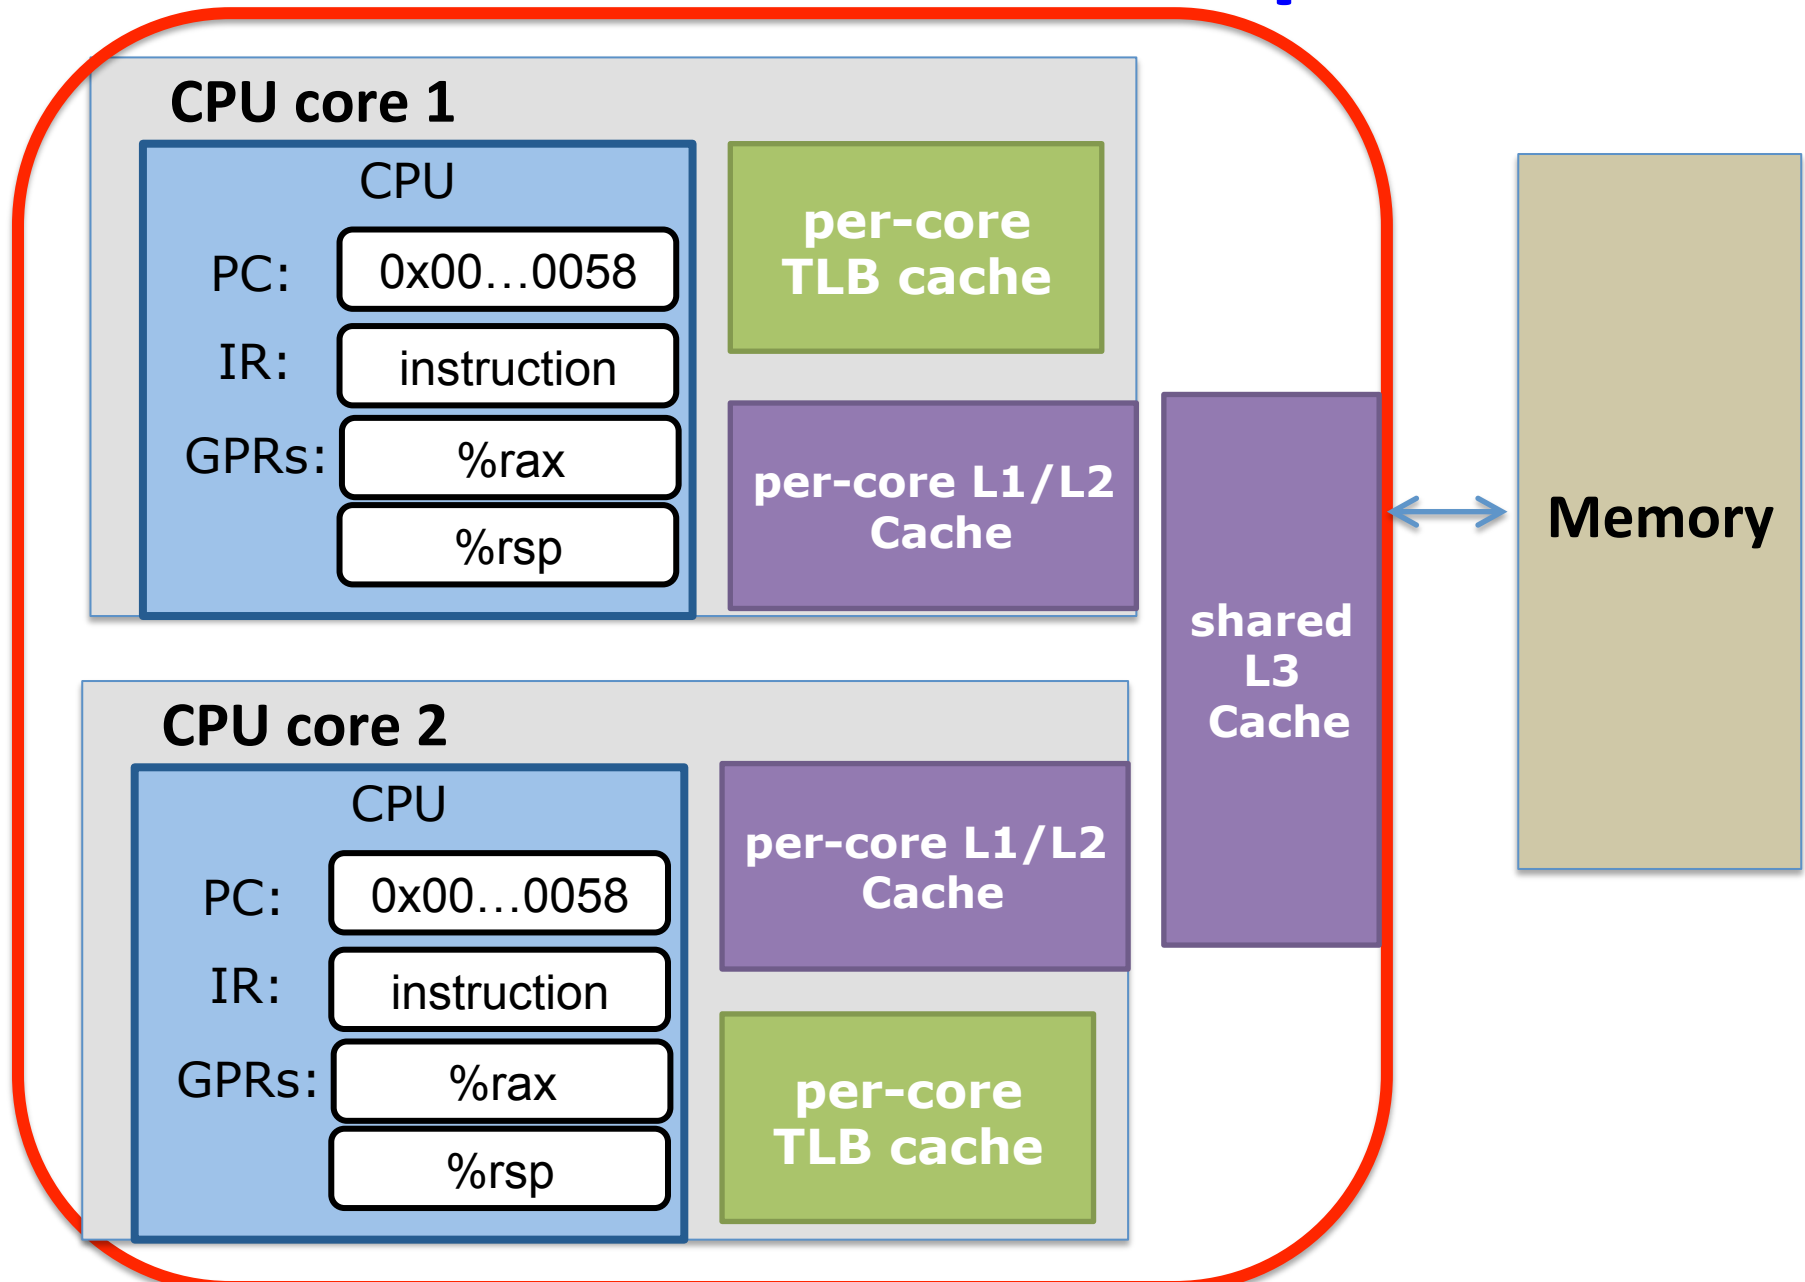 CPU core 1
CPU
PC:
0x00…0058
IR:
instruction
GPRs:
%rax
%rsp
per-core
TLB cache
per-core L1/L2
Cache
CPU core 2
CPU
PC:
0x00…0058
IR:
instruction
GPRs:
%rax
%rsp
per-core L1/L2
Cache
per-core
TLB cache
shared
L3
Cache
Memory